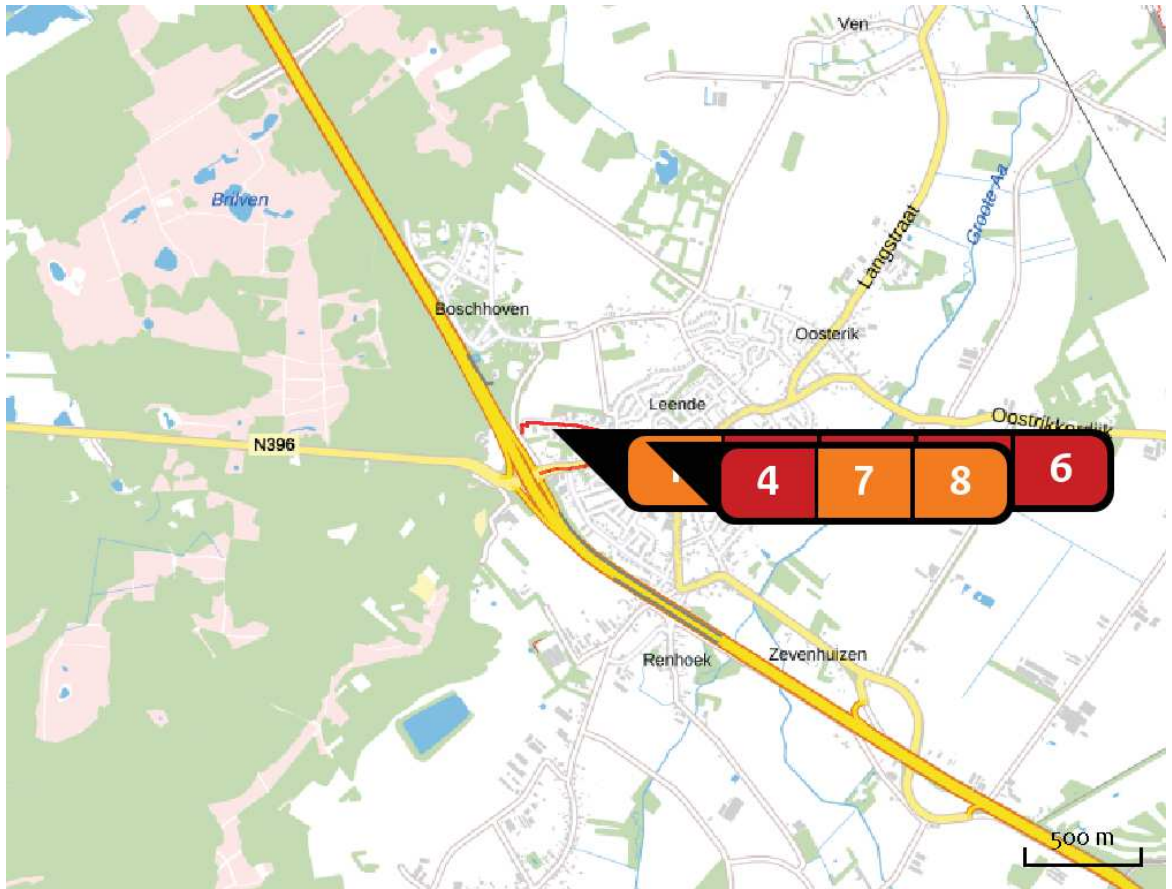 Ven
Groote Aa
Brilven
Langstraat
Boschhoven
Oosterik
Leende
Oostrikkerdijk
N396
4
7
8
6
Renhoek
Zevenhuizen
500 m